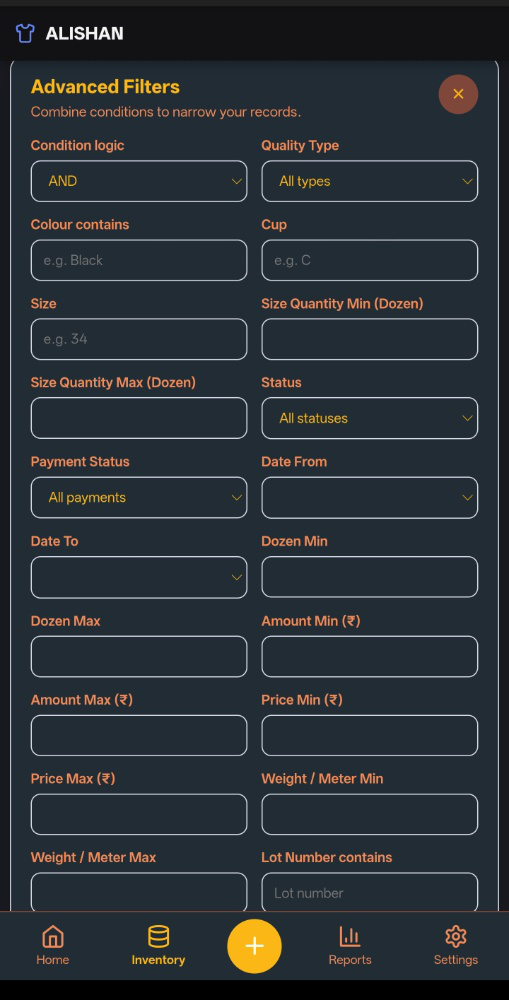 ALISHAN
Advanced Filters
Combine conditions to narrow your records.
Condition logic
Quality Type
AND
All types
Colour contains
Cup
e.g. Black
e.g. C
Size
Size Quantity Min (Dozen)
e.g. 34
Size Quantity Max (Dozen)
Status
All statuses
Payment Status
Date From
All payments
Date To
Dozen Min
Dozen Max
Amount Min (₹)
Amount Max (₹)
Price Min (₹)
Price Max (₹)
Weight / Meter Min
Weight / Meter Max
Lot Number contains
Lot number
Home
Inventory
Reports
Settings